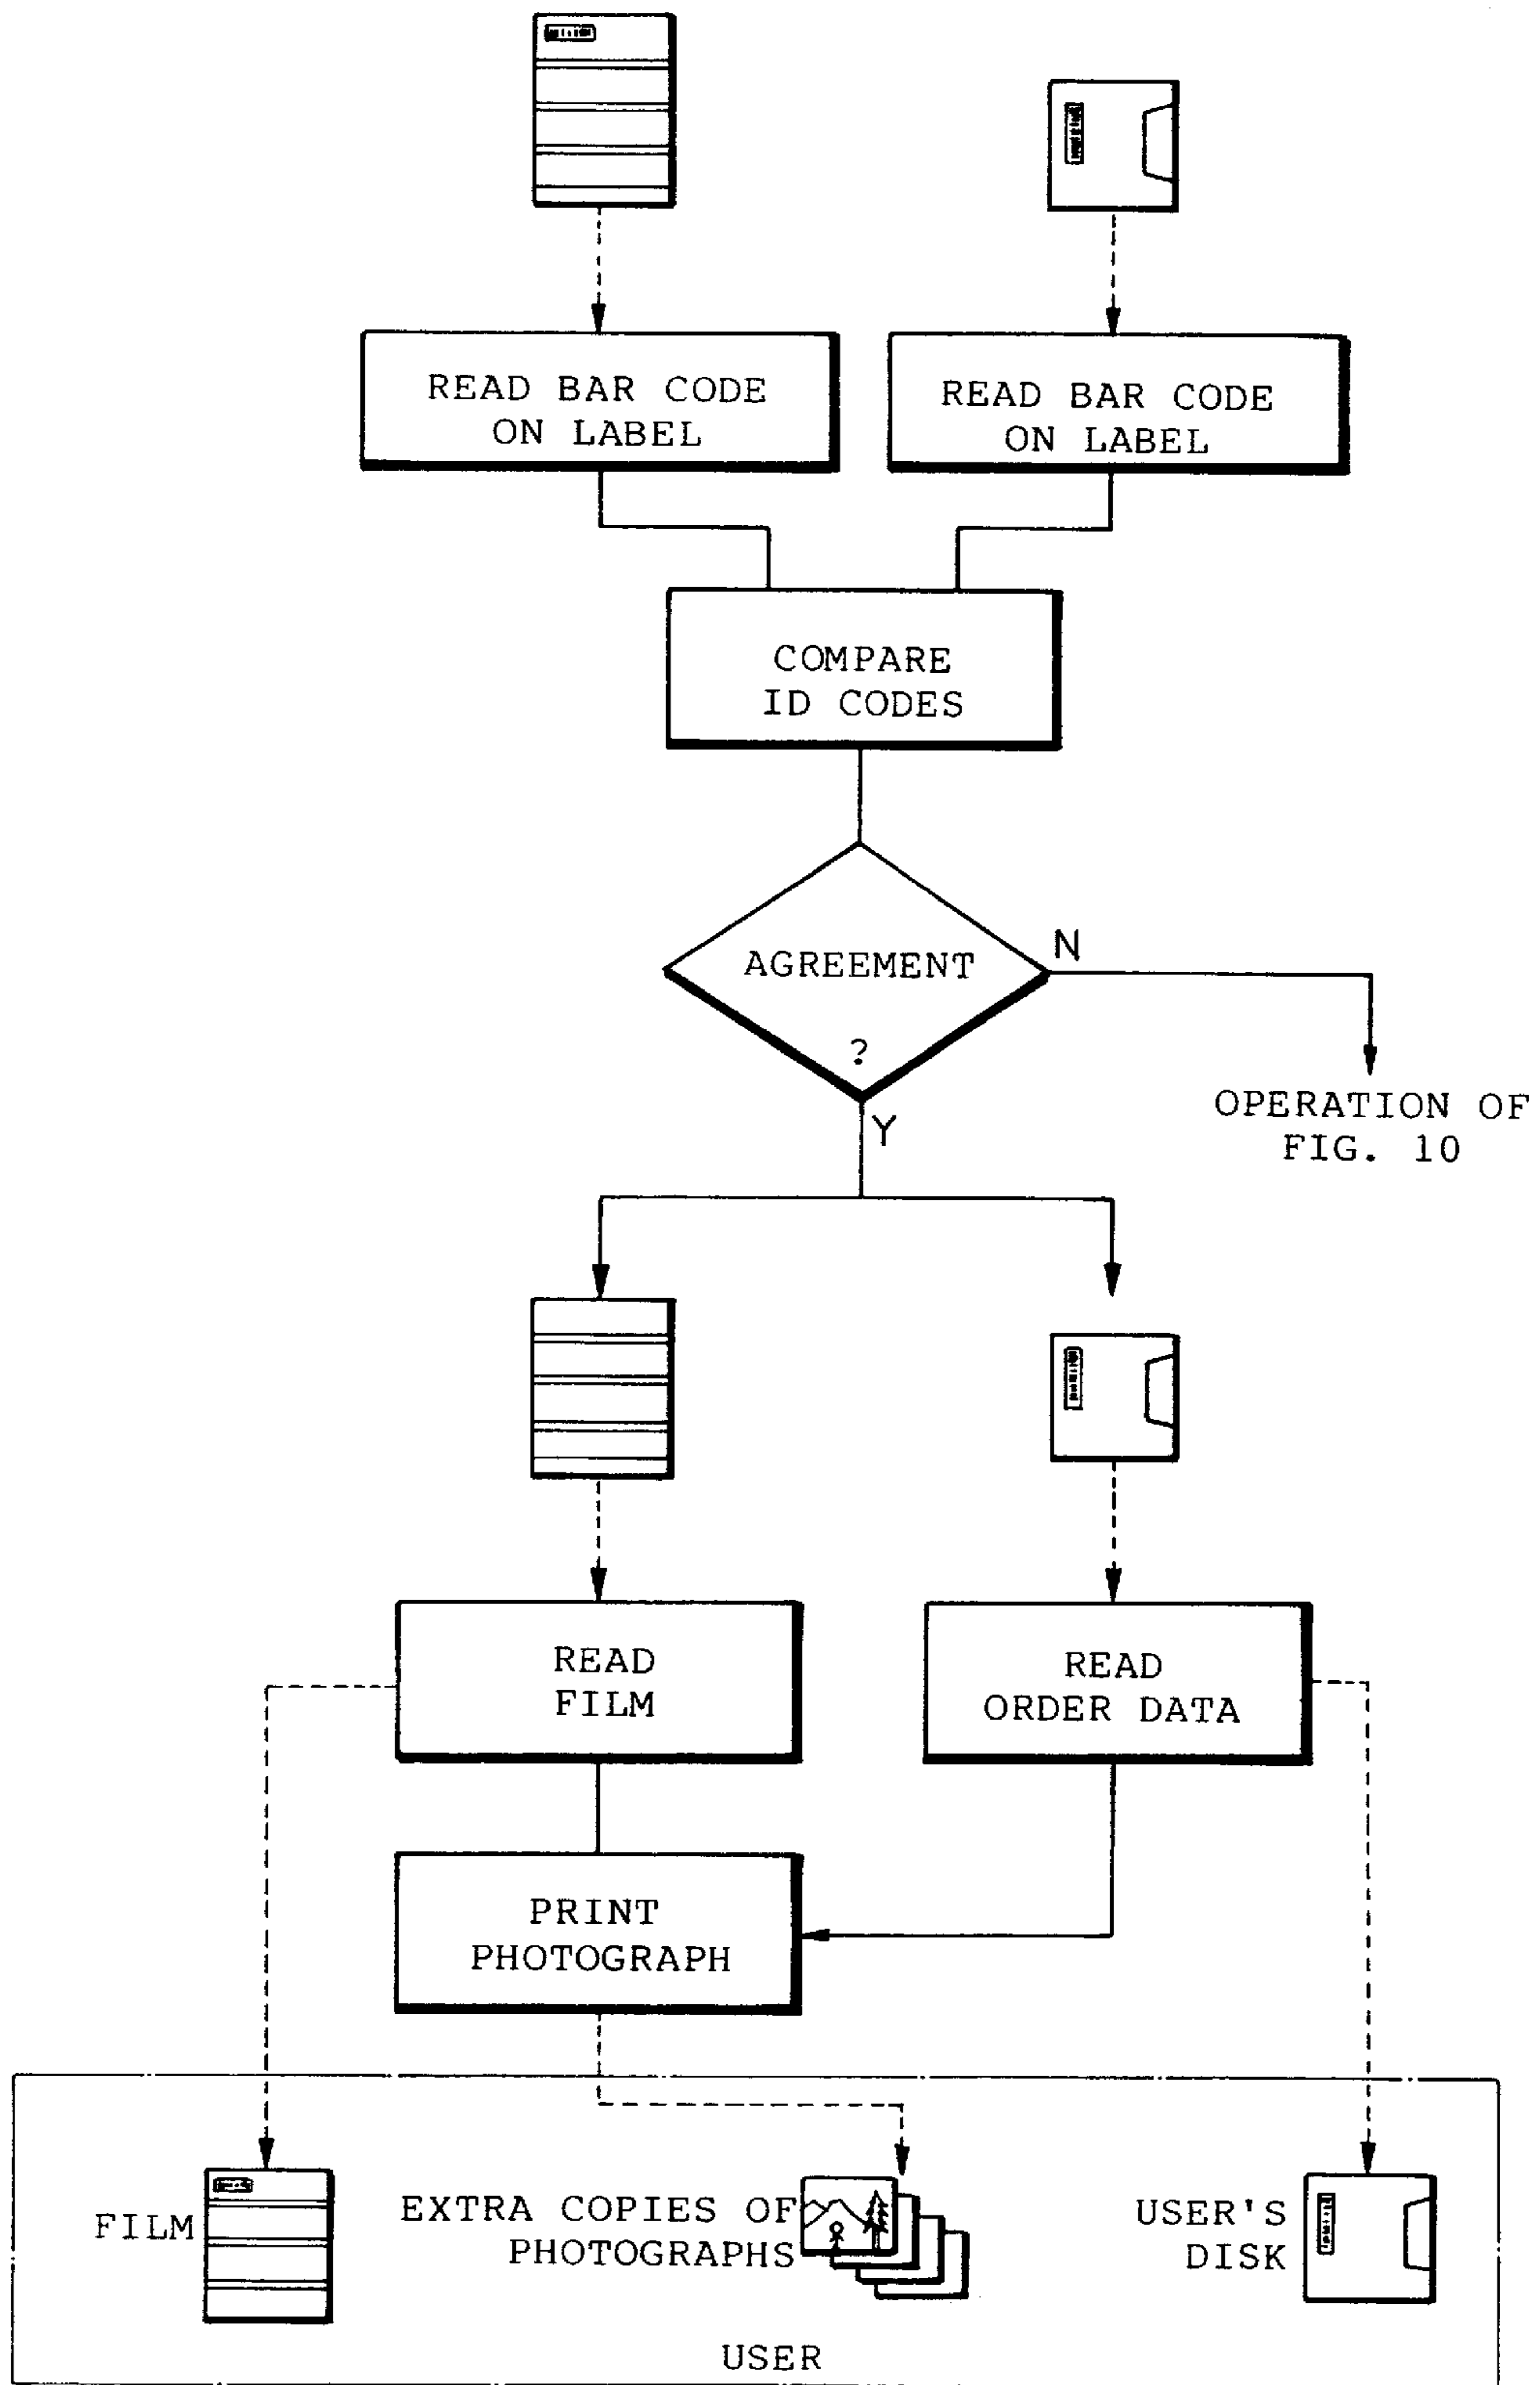 READ BAR CODE
ON LABEL
READ BAR CODE
ON LABEL
COMPARE
ID CODES
AGREEMENT
?
N
OPERATION OF
FIG. 10
Y
READ
FILM
READ
ORDER DATA
PRINT
PHOTOGRAPH
FILM
EXTRA COPIES OF
PHOTOGRAPHS
USER'S
DISK
USER